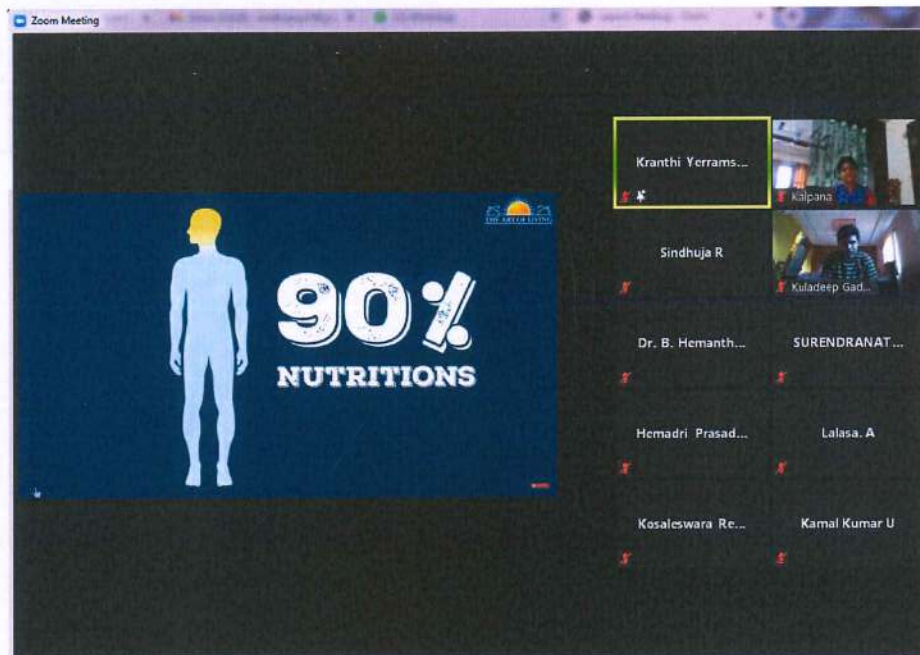 Zoom Meeting
THE ART OF LIVING
90%
NUTRITIONS
Kranthi Yerrams...
Kalpana
Sindhuja R
Kuladeep Gad...
Dr. B. Hemanth...
SURENDRANAT...
Hemadri Prasad...
Lalasa. A
Kosaleswara Re...
Kamal Kumar U